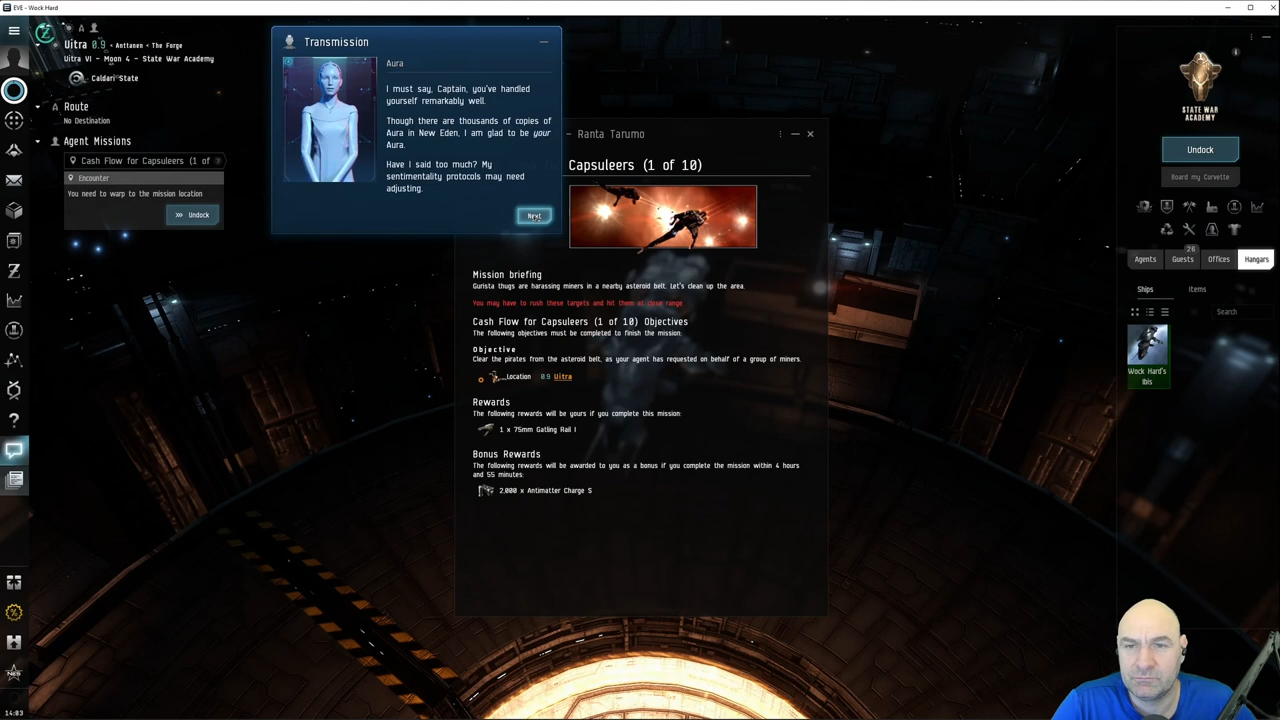 EVE - Wock Hard
Uitra 0.9 < Anttanen < The Forge
Uitra VI - Moon 4 - State War Academy
Caldari State
Route
No Destination
Agent Missions
Cash Flow for Capsuleers (1 of
Encounter
You need to warp to the mission location
Undock
Transmission
Aura
I must say, Captain, you've handled
yourself remarkably well.
Though there are thousands of copies of
Aura in New Eden, I am glad to be your
Aura.
Have I said too much? My
sentimentality protocols may need
adjusting.
Next
- Ranta Tarumo
Capsuleers (1 of 10)
Mission briefing
Gurista thugs are harassing miners in a nearby asteroid belt. Let's clean up the area.
You may have to rush these targets and hit them at close range
Cash Flow for Capsuleers (1 of 10) Objectives
The following objectives must be completed to finish the mission:
Objective
Clear the pirates from the asteroid belt, as your agent has requested on behalf of a group of miners.
Location 0.9 Uitra
Rewards
The following rewards will be yours if you complete this mission:
1 x 75mm Gatling Rail I
Bonus Rewards
The following rewards will be awarded to you as a bonus if you complete the mission within 4 hours
and 55 minutes:
2,000 x Antimatter Charge S
STATE WAR
ACADEMY
Undock
Board my Corvette
26
Agents Guests Offices Hangars
Ships Items
Search
Wock Hard's
Ibis
NES
14:03